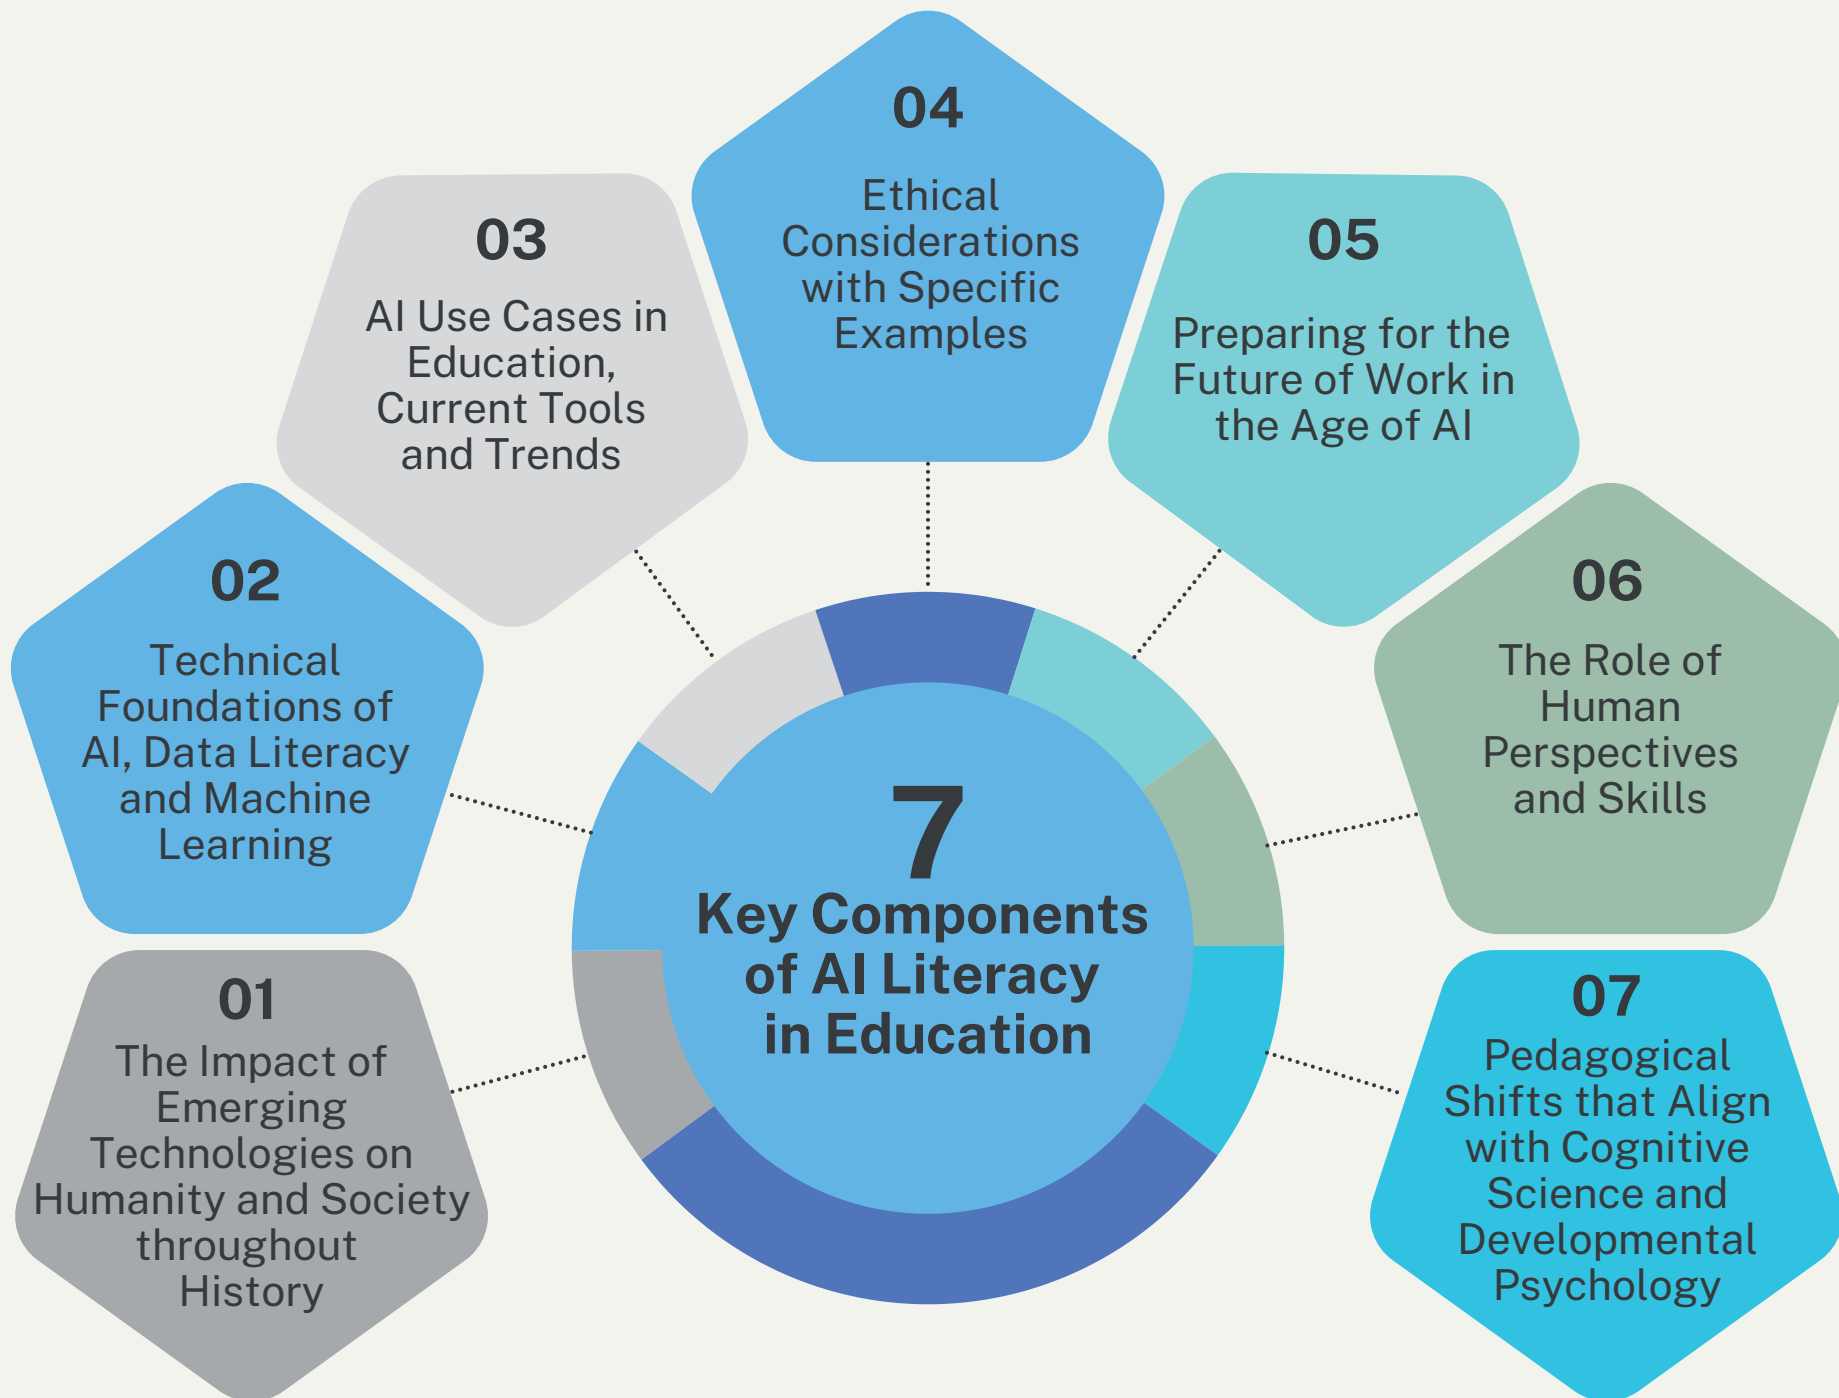 04
Ethical
Considerations
with Specific
Examples
03
AI Use Cases in
Education,
Current Tools
and Trends
05
Preparing for the
Future of Work in
the Age of AI
02
Technical
Foundations of
AI, Data Literacy
and Machine
Learning
06
The Role of
Human
Perspectives
and Skills
7
Key Components
of AI Literacy
in Education
01
The Impact of
Emerging
Technologies on
Humanity and Society
throughout
History
07
Pedagogical
Shifts that Align
with Cognitive
Science and
Developmental
Psychology